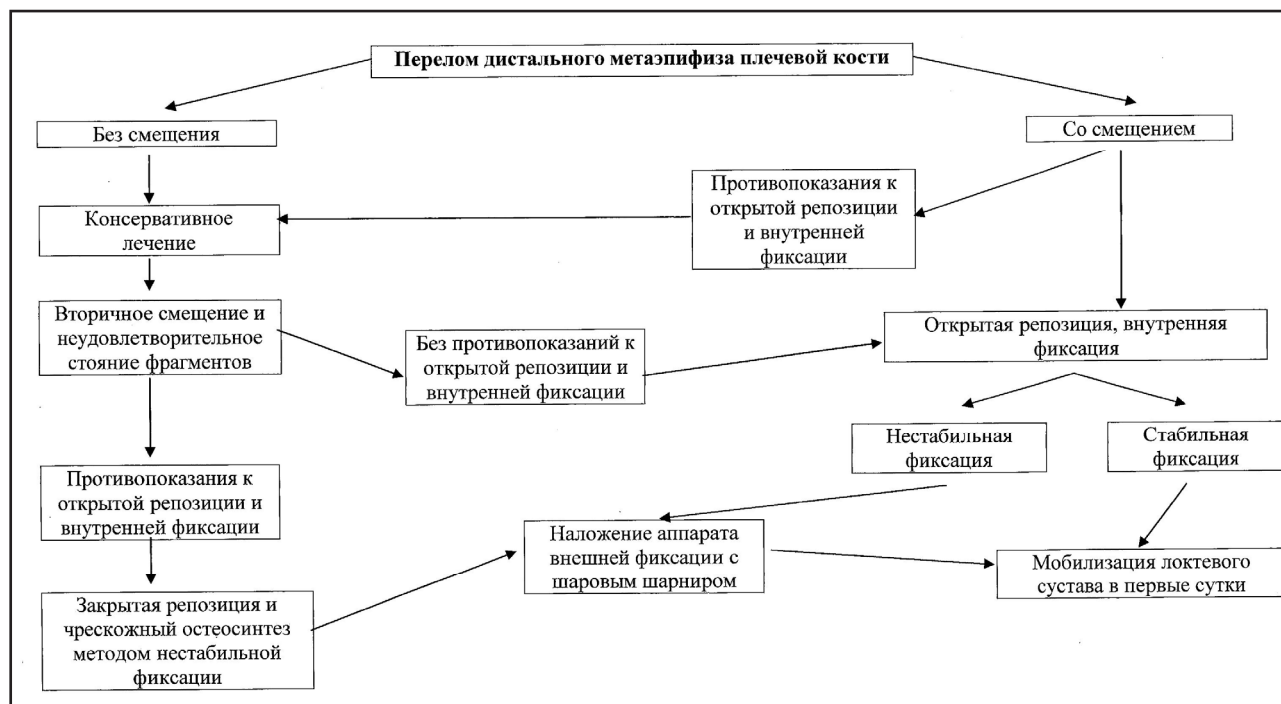 Перелом дистального метаэпифиза плечевой кости
Без смещения
Со смещением
Противопоказания к
открытой репозиции
и внутренней
фиксации
Консервативное
лечение
Вторичное смещение и
неудовлетворительное
стояние фрагментов
Без противопоказаний к
открытой репозиции и
внутренней фиксации
Открытая репозиция, внутренняя
фиксация
Нестабильная
фиксация
Стабильная
фиксация
Противопоказания к
открытой репозиции и
внутренней фиксации
Наложение аппарата
внешней фиксации с
шаровым шарниром
Мобилизация локтевого
сустава в первые сутки
Закрытая репозиция и
чрескожный остеосинтез
методом нестабильной
фиксации